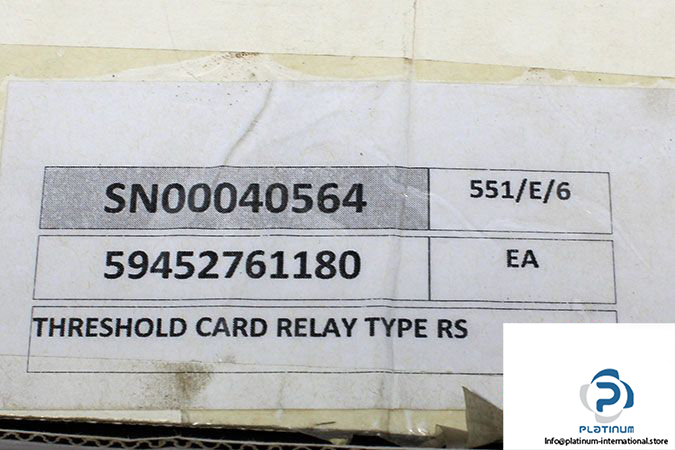 SN00040564 551/E/6
59452761180 EA
THRESHOLD CARD RELAY TYPE RS
PLATINUM
Info@platinum-international.store